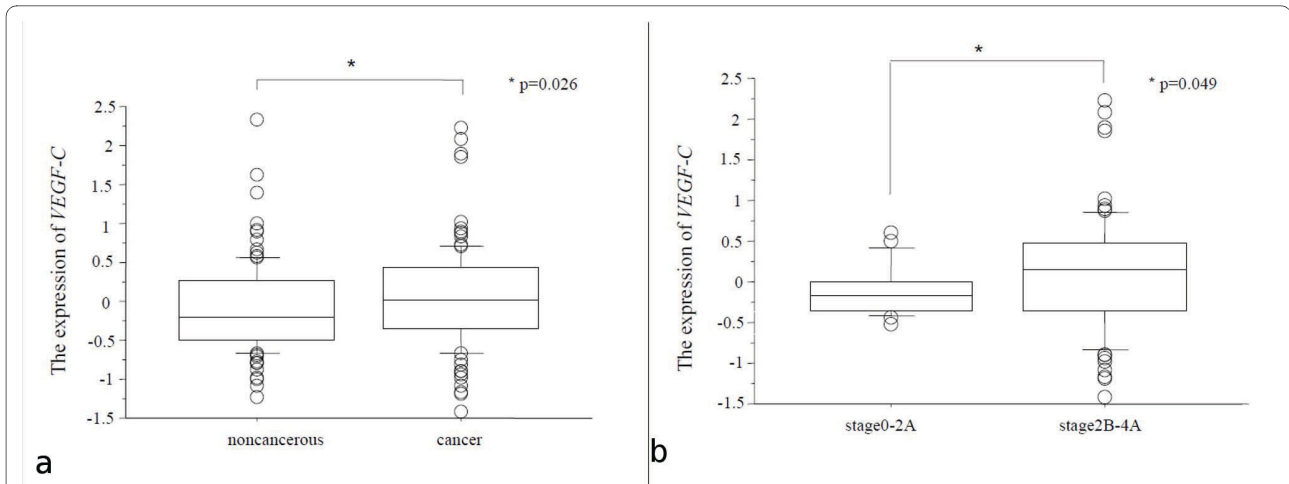 *
* p=0.026
2.5
2
1.5
1
0.5
0
-0.5
-1
-1.5
The expression of VEGF-C
noncancerous
cancer
a
*
* p=0.049
2.5
2
1.5
1
0.5
0
-0.5
-1
-1.5
The expression of VEGF-C
stage0-2A
stage2B-4A
b